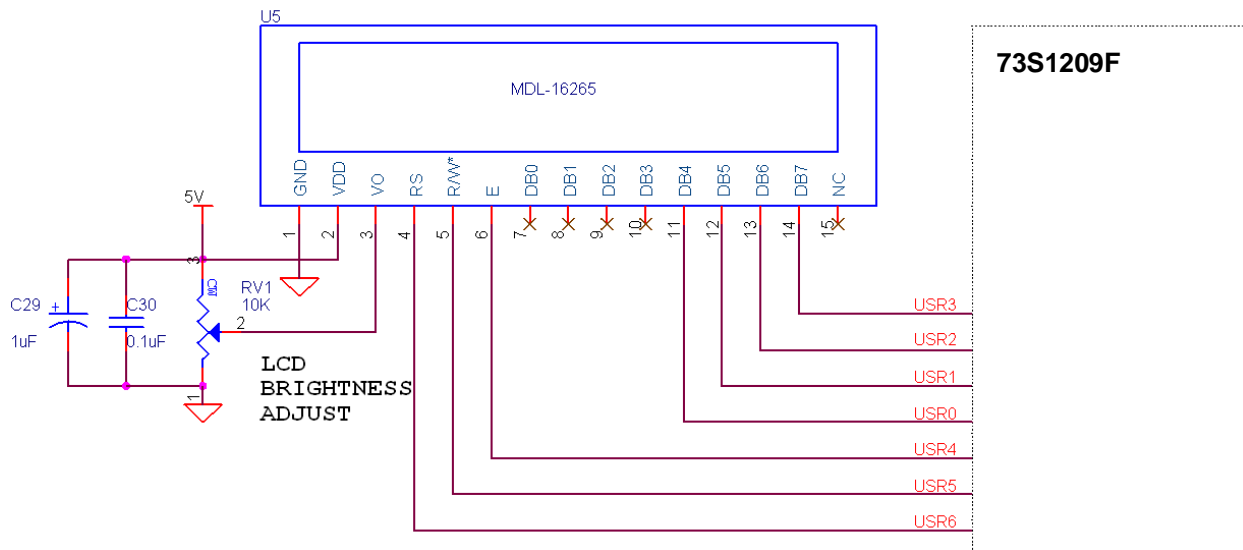 U5
73S1209F
MDL-16265
GND
VDD
VO
RS
R/W*
E
DB0
DB1
DB2
DB3
DB4
DB5
DB6
DB7
NC
1
2
3
4
5
6
7
8
9
10
11
12
13
14
15
5V
3
CW
C29
+
1uF
C30
0.1uF
RV1
10K
2
1
LCD
BRIGHTNESS
ADJUST
USR3
USR2
USR1
USR0
USR4
USR5
USR6